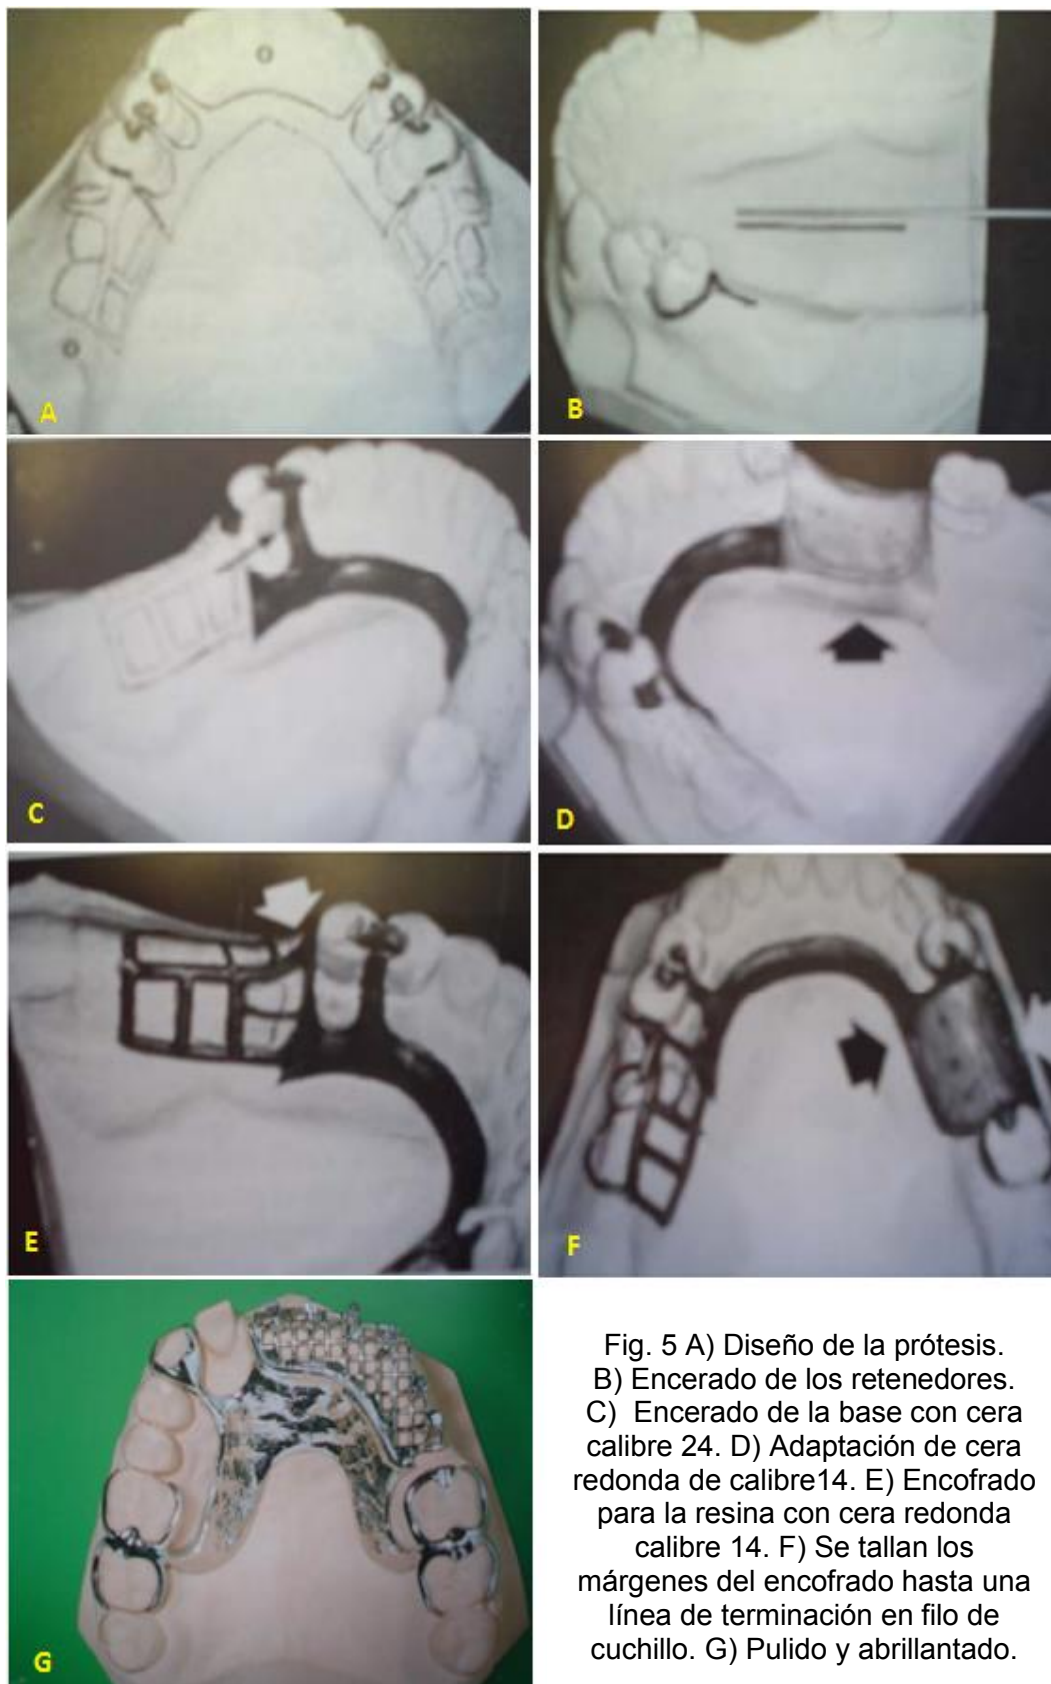 A
B
C
D
E
F
G
Fig. 5 A) Diseño de la prótesis.
B) Encerado de los retenedores.
C) Encerado de la base con cera
calibre 24. D) Adaptación de cera
redonda de calibre14. E) Encofrado
para la resina con cera redonda
calibre 14. F) Se tallan los
márgenes del encofrado hasta una
línea de terminación en filo de
cuchillo. G) Pulido y abrillantado.